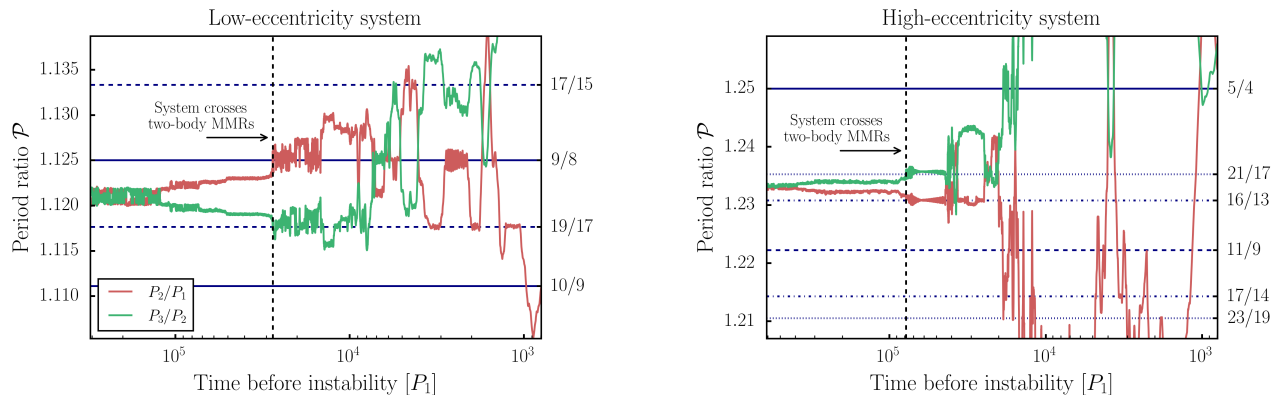 Low-eccentricity system
Period ratio 𝒫
1.135
1.130
1.125
1.120
1.115
1.110
System crosses
two-body MMRs
17/15
9/8
19/17
10/9
P₂/P₁
P₃/P₂
10⁵
10⁴
10³
Time before instability [P₁]
High-eccentricity system
Period ratio 𝒫
1.25
1.24
1.23
1.22
1.21
System crosses
two-body MMRs
5/4
21/17
16/13
11/9
17/14
23/19
10⁵
10⁴
10³
Time before instability [P₁]